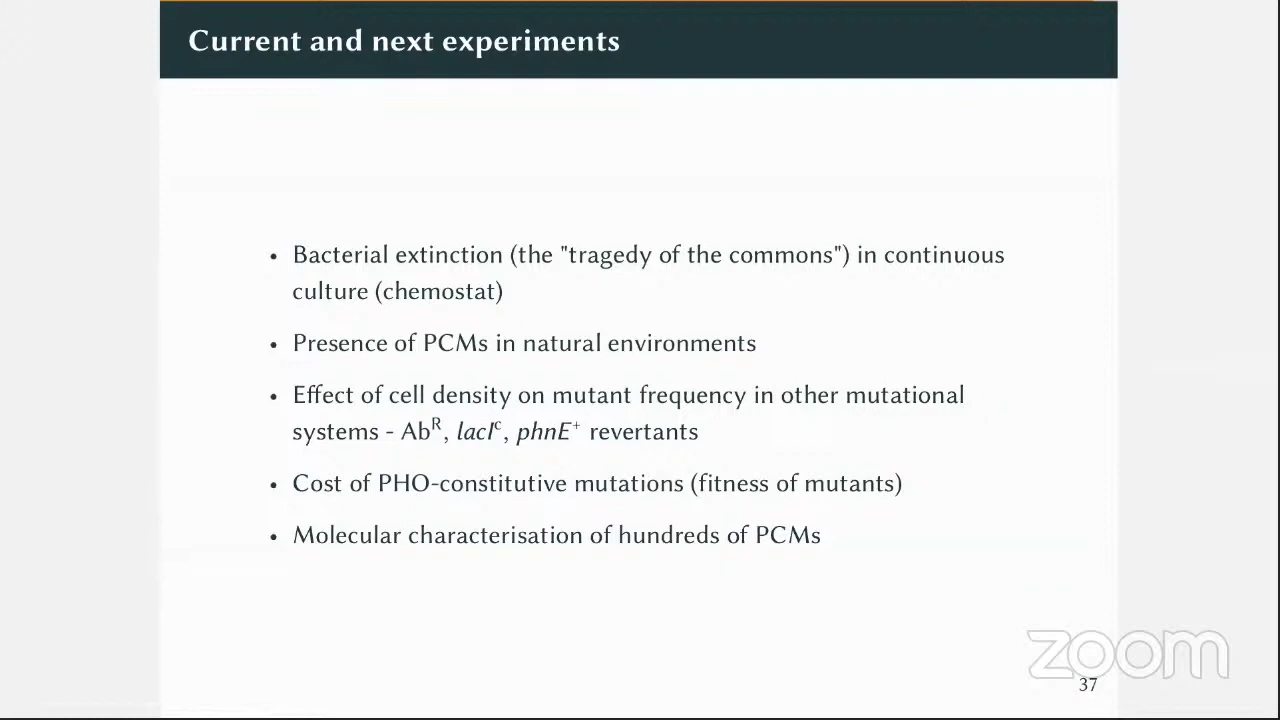 Current and next experiments
• Bacterial extinction (the "tragedy of the commons") in continuous
culture (chemostat)
• Presence of PCMs in natural environments
• Effect of cell density on mutant frequency in other mutational
systems - Ab^R, lacI^c, phnE^+ revertants
• Cost of PHO-constitutive mutations (fitness of mutants)
• Molecular characterisation of hundreds of PCMs
zoom
37